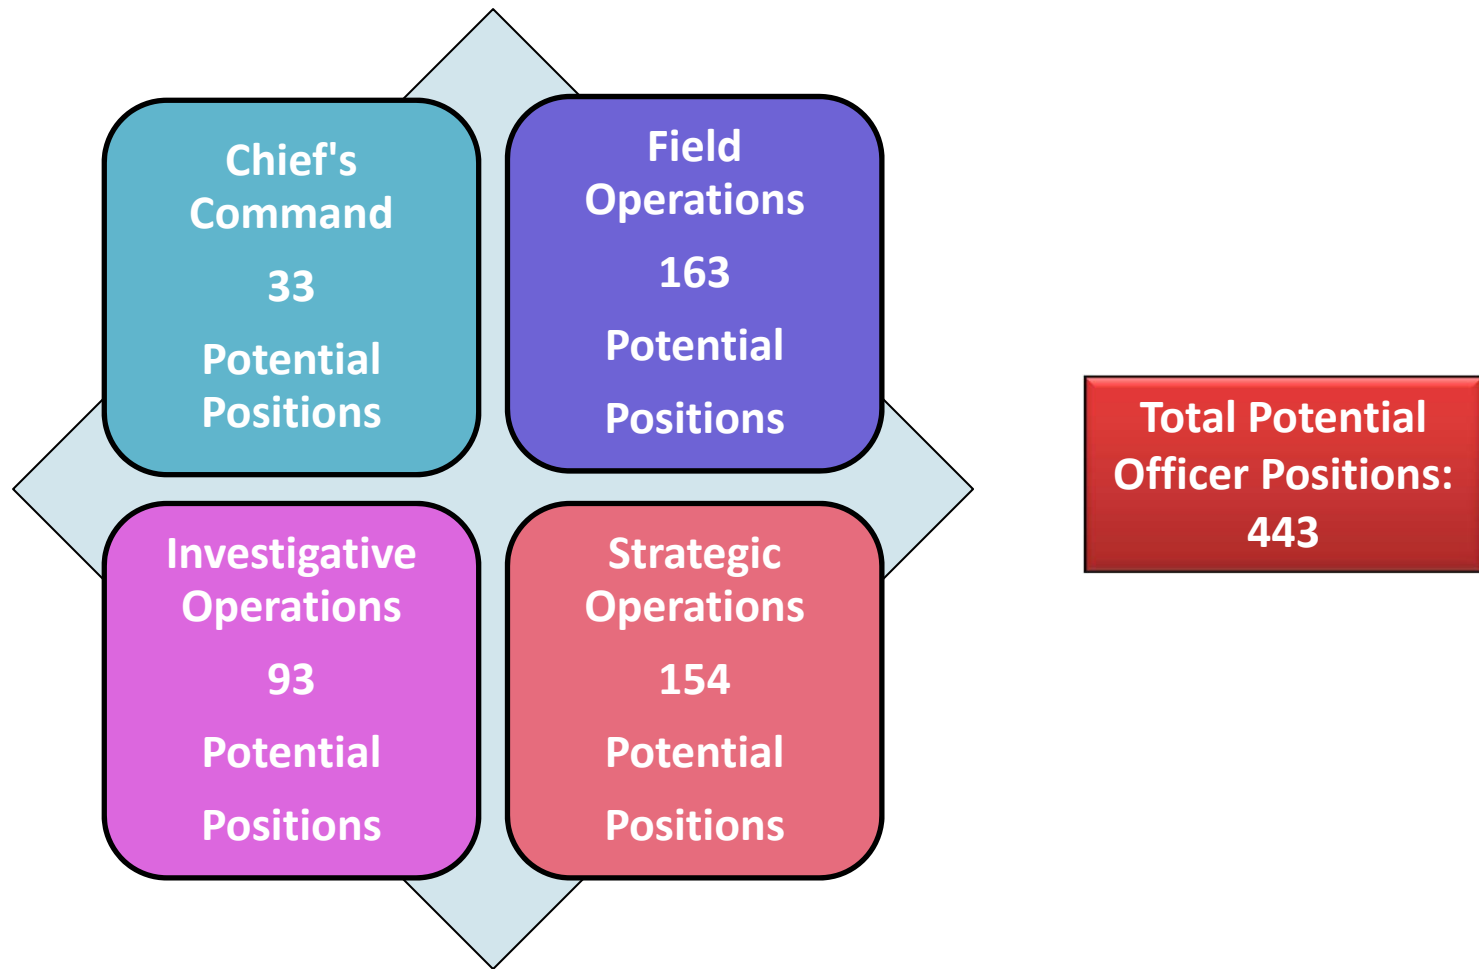 Chief's
Command
33
Potential
Positions
Field
Operations
163
Potential
Positions
Investigative
Operations
93
Potential
Positions
Strategic
Operations
154
Potential
Positions
Total Potential
Officer Positions:
443